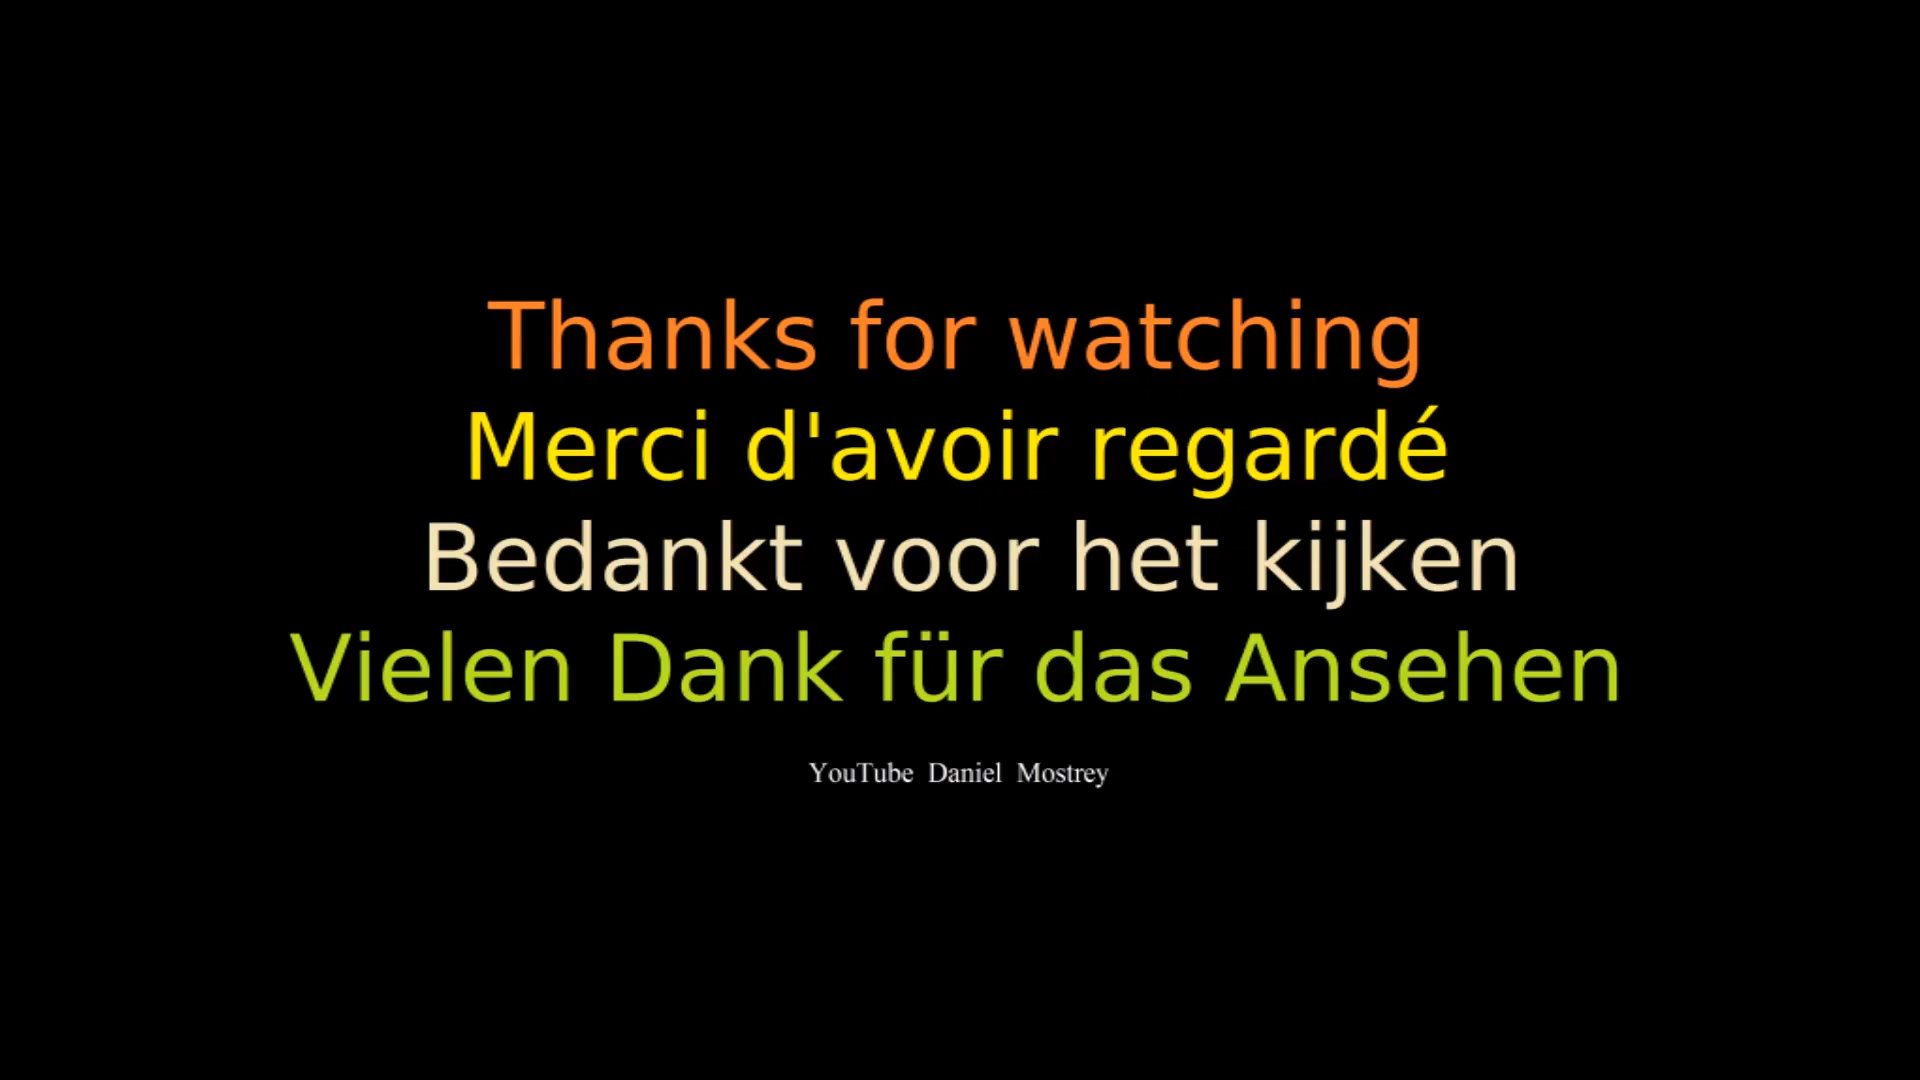 Thanks for watching
Merci d'avoir regardé
Bedankt voor het kijken
Vielen Dank für das Ansehen
YouTube Daniel Mostrey